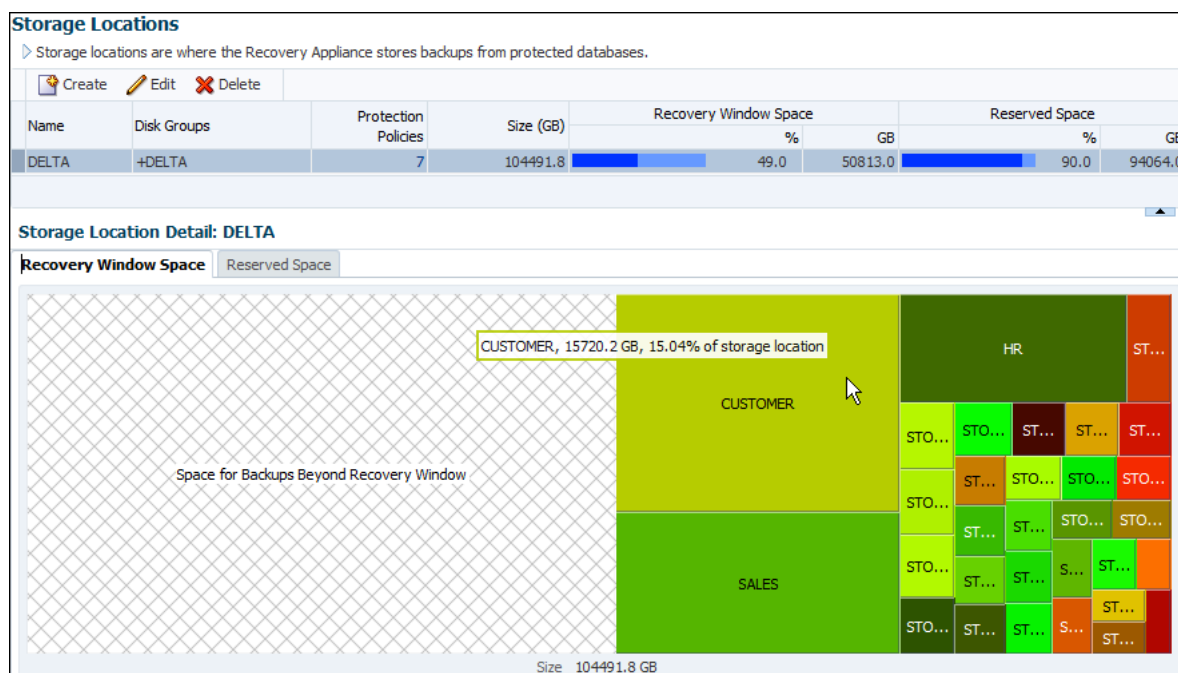 Storage Locations
Storage locations are where the Recovery Appliance stores backups from protected databases.
Create Edit Delete
Name Disk Groups Protection Policies Size (GB) Recovery Window Space Reserved Space
% GB % GB
DELTA +DELTA 7 104491.8 49.0 50813.0 90.0 94064.0
Storage Location Detail: DELTA
Recovery Window Space Reserved Space
CUSTOMER, 15720.2 GB, 15.04% of storage location
HR ST...
CUSTOMER
STO... STO... ST... ST... ST...
Space for Backups Beyond Recovery Window
ST... STO... STO... STO...
STO...
ST... ST... STO... STO...
SALES
STO... ST... ST... S... ST...
STO... ST... ST... S... ST...
ST...
Size 104491.8 GB